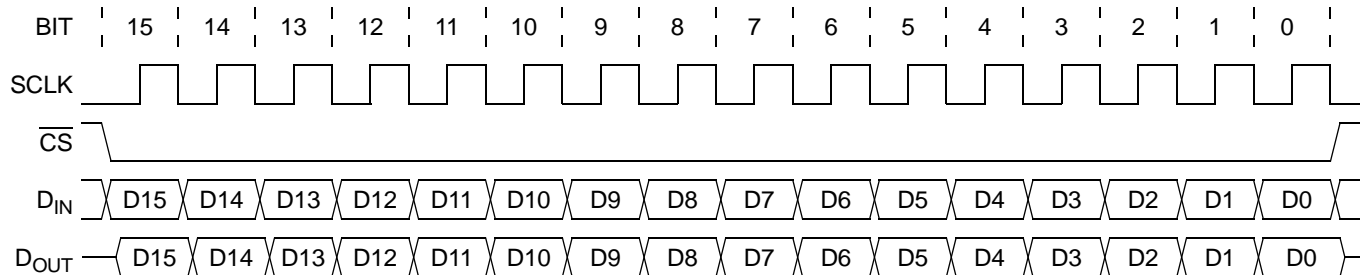 BIT 15 14 13 12 11 10 9 8 7 6 5 4 3 2 1 0
SCLK
CS
DIN D15 D14 D13 D12 D11 D10 D9 D8 D7 D6 D5 D4 D3 D2 D1 D0
DOUT D15 D14 D13 D12 D11 D10 D9 D8 D7 D6 D5 D4 D3 D2 D1 D0